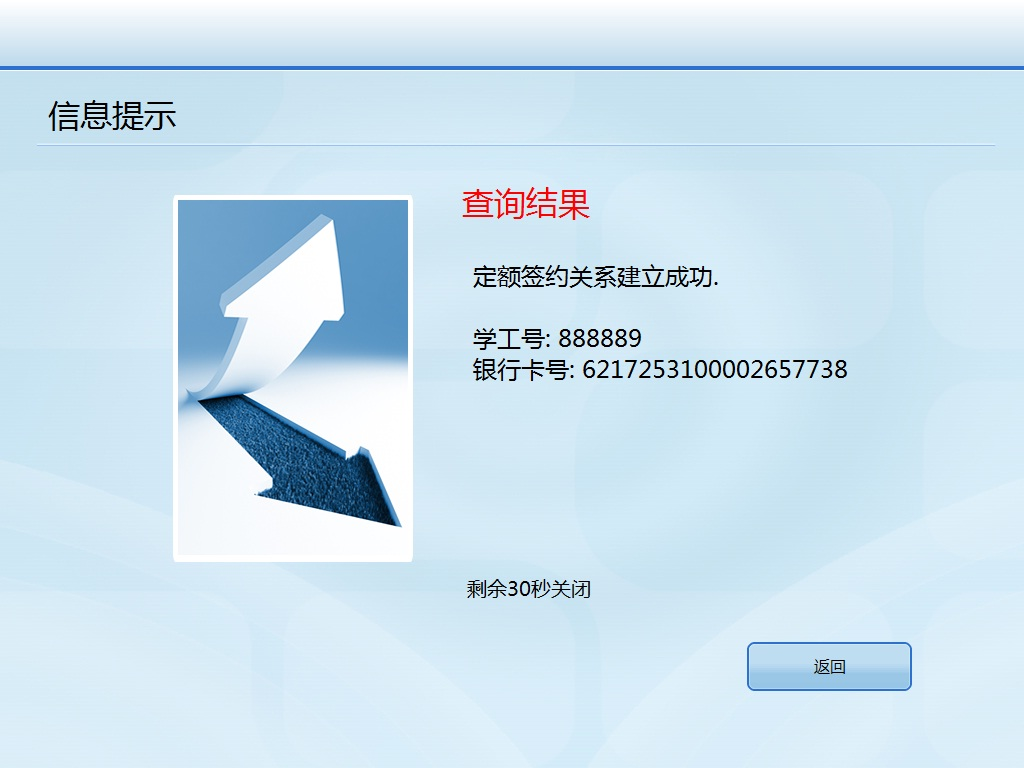 信息提示
查询结果
定额签约关系建立成功.
学工号: 888889
银行卡号: 6217253100002657738
剩余30秒关闭
返回